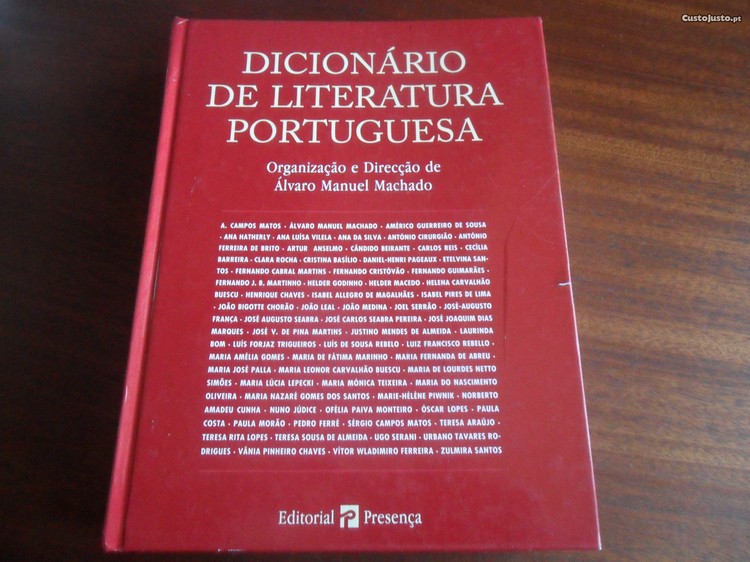 CustoJusto.pt
DICIONÁRIO
DE LITERATURA
PORTUGUESA
Organização e Direcção de
Álvaro Manuel Machado
A. CAMPOS MATOS · ÁLVARO MANUEL MACHADO · AMÉRICO GUERREIRO DE SOUSA
· ANA HATHERLY · ANA LUÍSA VILELA · ANA DA SILVA · ANTÓNIO CIRURGIÃO · ANTÓNIO
FERREIRA DE BRITO · ARTUR ANSELMO · CÂNDIDO BEIRANTE · CARLOS REIS · CECÍLIA
BARREIRA · CLARA ROCHA · CRISTINA BASÍLIO · DANIEL-HENRI PAGEAUX · ETELVINA SAN-
TOS · FERNANDO CABRAL MARTINS · FERNANDO CRISTÓVÃO · FERNANDO GUIMARÃES ·
FERNANDO J. B. MARTINHO · HELDER GODINHO · HELDER MACEDO · HELENA CARVALHÃO
BUESCU · HENRIQUE CHAVES · ISABEL ALLEGRO DE MAGALHÃES · ISABEL PIRES DE LIMA
· JOÃO BIGOTTE CHORÃO · JOÃO LEAL · JOÃO MEDINA · JOEL SERRÃO · JOSÉ-AUGUSTO
FRANÇA · JOSÉ AUGUSTO SEABRA · JOSÉ CARLOS SEABRA PEREIRA · JOSÉ JOAQUIM DIAS
MARQUES · JOSÉ V. DE PINA MARTINS · JUSTINO MENDES DE ALMEIDA · LAURINDA
BOM · LUÍS FORJAZ TRIGUEIROS · LUÍS DE SOUSA REBELO · LUIZ FRANCISCO REBELLO ·
MARIA AMÉLIA GOMES · MARIA DE FÁTIMA MARINHO · MARIA FERNANDA DE ABREU ·
MARIA JOSÉ PALLA · MARIA LEONOR CARVALHÃO BUESCU · MARIA DE LOURDES NETTO
SIMÕES · MARIA LÚCIA LEPECKI · MARIA MÓNICA TEIXEIRA · MARIA DO NASCIMENTO
OLIVEIRA · MARIA NAZARÉ GOMES DOS SANTOS · MARIE-HÉLÈNE PIWNIK · NORBERTO
AMADEU CUNHA · NUNO JÚDICE · OFÉLIA PAIVA MONTEIRO · ÓSCAR LOPES · PAULA
COSTA · PAULA MORÃO · PEDRO FERRÉ · SÉRGIO CAMPOS MATOS · TERESA ARAÚJO ·
TERESA RITA LOPES · TERESA SOUSA DE ALMEIDA · UGO SERANI · URBANO TAVARES RO-
DRIGUES · VÂNIA PINHEIRO CHAVES · VÍTOR WLADIMIRO FERREIRA · ZULMIRA SANTOS
Editorial Presença